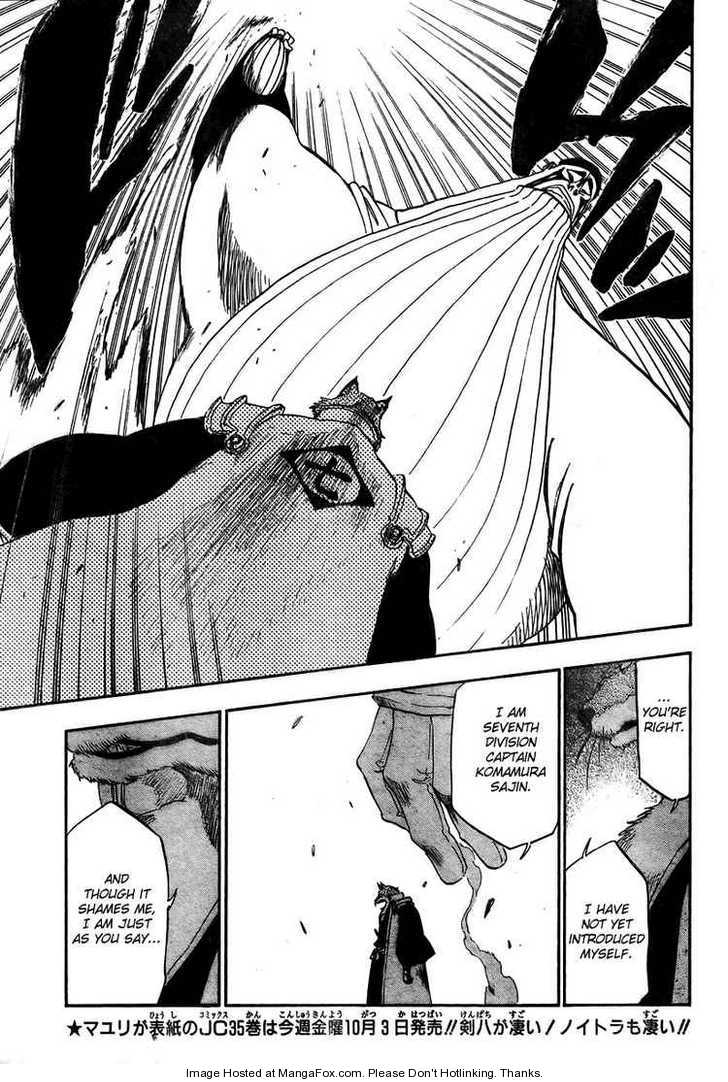 七
...
YOU'RE
RIGHT.
I HAVE
NOT YET
INTRODUCED
MYSELF.
I AM
SEVENTH
DIVISION
CAPTAIN
KOMAMURA
SAJIN.
AND
THOUGH IT
SHAMES ME,
I AM JUST
AS YOU SAY...
★マユリが表紙のJC35巻は今週金曜10月3日発売!!剣八が凄い!ノイトラも凄い!!
Image Hosted at MangaFox.com. Please Don't Hotlinking. Thanks.